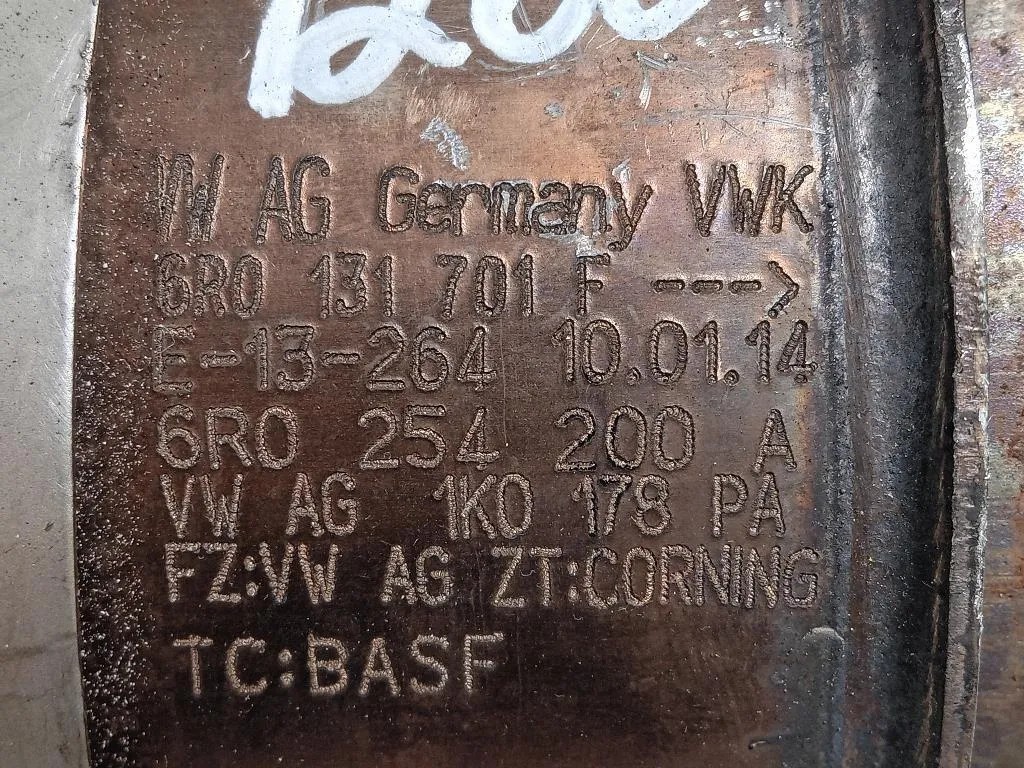 VW AG Germany VWK
6R0 131 701 F --->
E-13-264 10.01.14
6R0 254 200 A
VW AG 1K0 178 PA
FZ:VW AG ZT:CORNING
TC:BASF